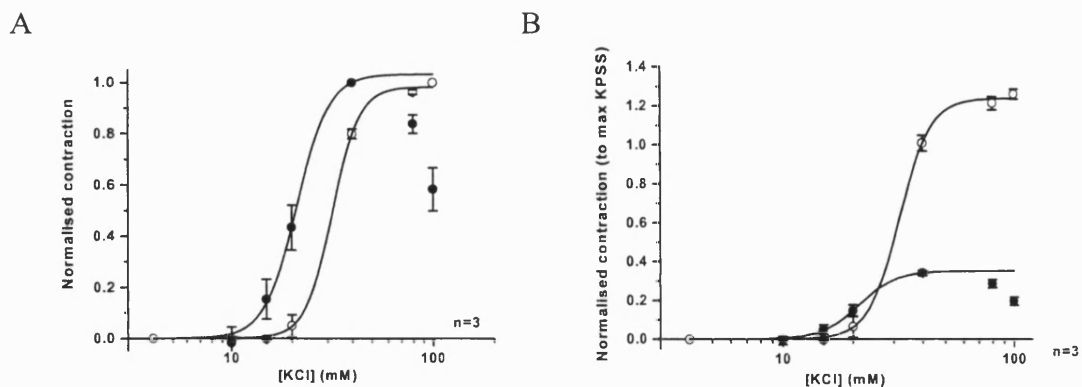 A
Normalised contraction
1.0
0.8
0.6
0.4
0.2
0.0
10
100
[KCl] (mM)
n=3
B
Normalised contraction (to max KPSS)
1.4
1.2
1.0
0.8
0.6
0.4
0.2
0.0
10
100
[KCl] (mM)
n=3